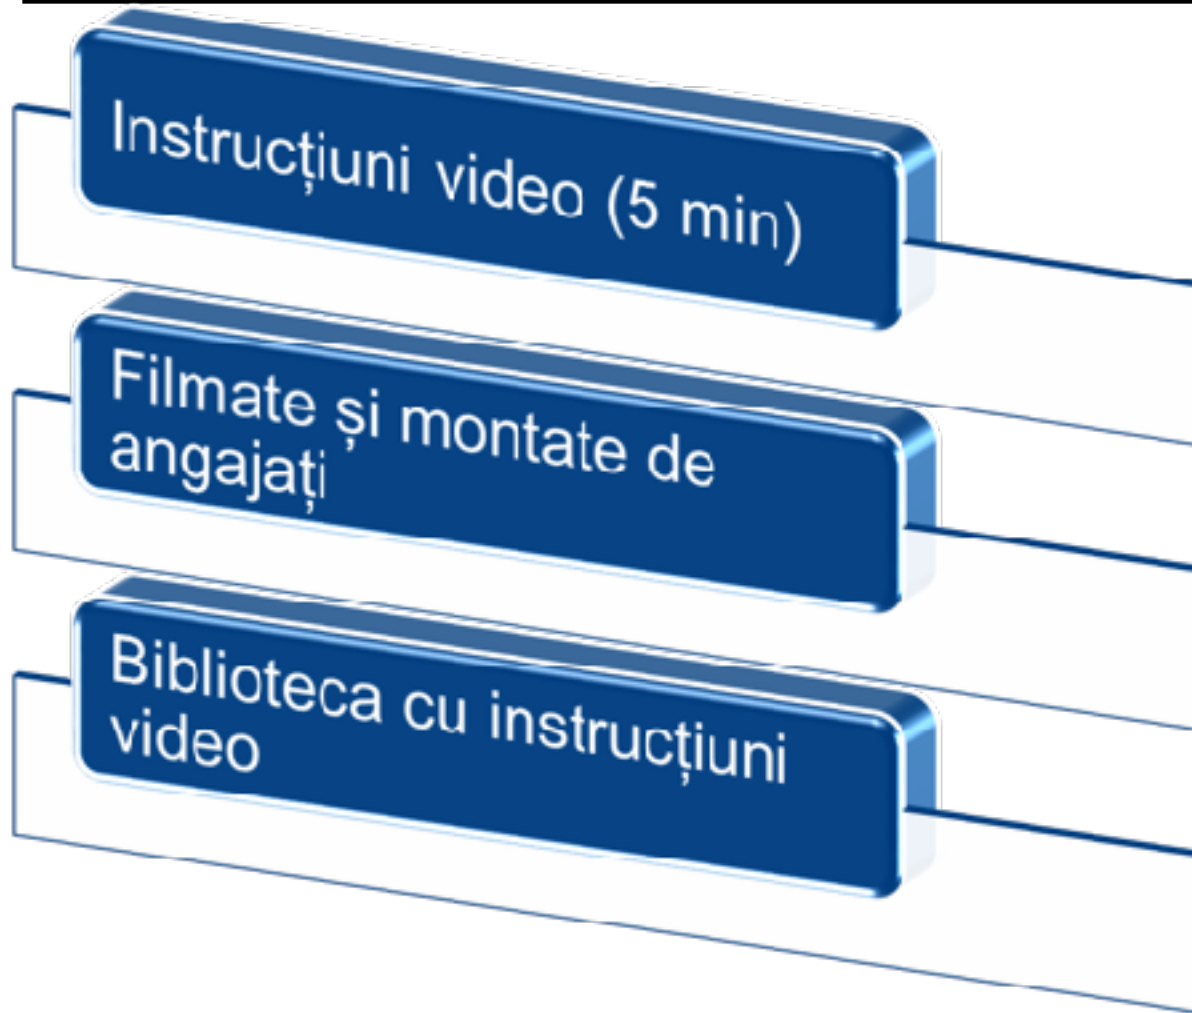 Instrucțiuni video (5 min)
Filmate și montate de
angajați
Biblioteca cu instrucțiuni
video